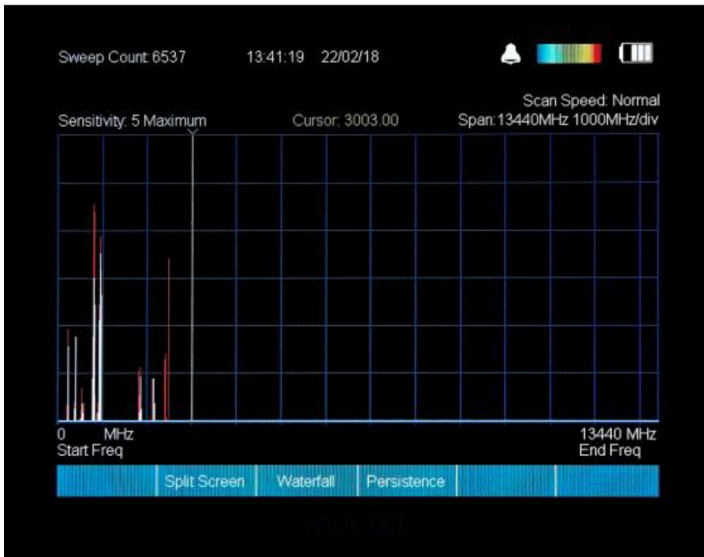 Sweep Count: 6537 13:41:19 22/02/18
Scan Speed: Normal
Sensitivity: 5 Maximum Cursor: 3003.00 Span: 13440MHz 1000MHz/div
0 MHz 13440 MHz
Start Freq End Freq
Split Screen Waterfall Persistence